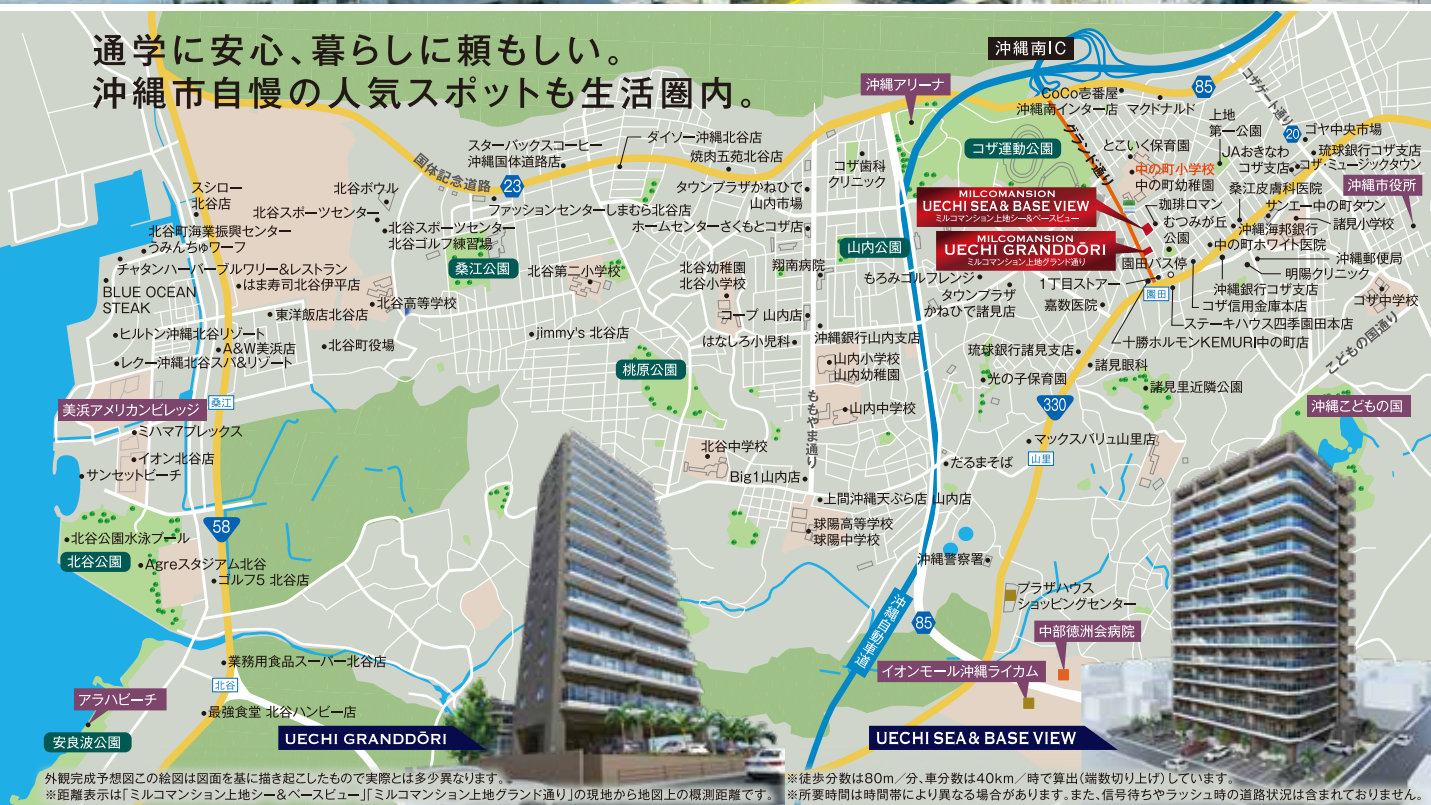 通学に安心、暮らしに頼もしい。
沖縄市自慢の人気スポットも生活圏内。
沖縄南IC
沖縄アリーナ
85
コザゲート通り
CoCo壱番屋
沖縄南インター店
マクドナルド
グランド通り
上地
第一公園
20
ゴヤ中央市場
琉球銀行コザ支店
JAおきなわ
コザ支店
コザ・ミュージックタウン
沖縄市役所
とこいく保育園
コザ運動公園
中の町小学校
中の町幼稚園
桑江皮膚科医院
サンエー中の町タウン
諸見小学校
スターバックスコーヒー
沖縄国体道路店
ダイソー沖縄北谷店
焼肉五苑北谷店
国体記念道路
23
コザ歯科
クリニック
タウンプラザかねひで
山内市場
ファッションセンターしまむら北谷店
ホームセンターさくもとコザ店
スシロー
北谷店
北谷ボウル
北谷スポーツセンター
北谷スポーツセンター
北谷ゴルフ練習場
北谷町海業振興センター
うみんちゅワーフ
MILCOMANSION
UECHI SEA & BASE VIEW
ミルコマンション上地シー&ベースビュー
MILCOMANSION
UECHI GRANDDŌRI
ミルコマンション上地グランド通り
珈琲ロマン
むつみが丘
公園
沖縄海邦銀行
中の町ホワイト医院
沖縄郵便局
明陽クリニック
園田バス停
1丁目ストアー
園田
沖縄銀行コザ支店
コザ信用金庫本店
コザ中学校
ステーキハウス四季園田本店
十勝ホルモンKEMURI中の町店
こどもの国通り
山内公園
もろみゴルフレンジ
タウンプラザ
かねひで諸見店
嘉数医院
翔南病院
チャタンハーバーブルワリー&レストラン
はま寿司北谷伊平店
BLUE OCEAN
STEAK
桑江公園
北谷第二小学校
北谷幼稚園
北谷小学校
北谷高等学校
東洋飯店北谷店
コープ 山内店
ヒルトン沖縄北谷リゾート
A&W美浜店
北谷町役場
レクー沖縄北谷スパ&リゾート
jimmy's 北谷店
はなしろ小児科
沖縄銀行山内支店
山内小学校
山内幼稚園
琉球銀行諸見支店
諸見眼科
光の子保育園
諸見里近隣公園
桃原公園
ももやま通り
山内中学校
330
沖縄こどもの国
美浜アメリカンビレッジ
桑江
ミハマ7プレックス
イオン北谷店
サンセットビーチ
北谷中学校
Big1山内店
マックスバリュ山里店
山里
だるまそば
上間沖縄天ぷら店 山内店
球陽高等学校
球陽中学校
58
北谷公園水泳プール
北谷公園
Agreスタジアム北谷
ゴルフ5 北谷店
沖縄警察署
プラザハウス
ショッピングセンター
沖縄自動車道
85
中部徳洲会病院
イオンモール沖縄ライカム
業務用食品スーパー北谷店
北谷
アラハビーチ
最強食堂 北谷ハンビー店
安良波公園
UECHI GRANDDŌRI
UECHI SEA & BASE VIEW
外観完成予想図この絵図は図面を基に描き起こしたもので実際とは多少異なります。
※距離表示は「ミルコマンション上地シー&ベースビュー」「ミルコマンション上地グランド通り」の現地から地図上の概測距離です。
※徒歩分数は80m/分、車分数は40km/時で算出(端数切り上げ)しています。
※所要時間は時間帯により異なる場合があります。また、信号待ちやラッシュ時の道路状況は含まれておりません。